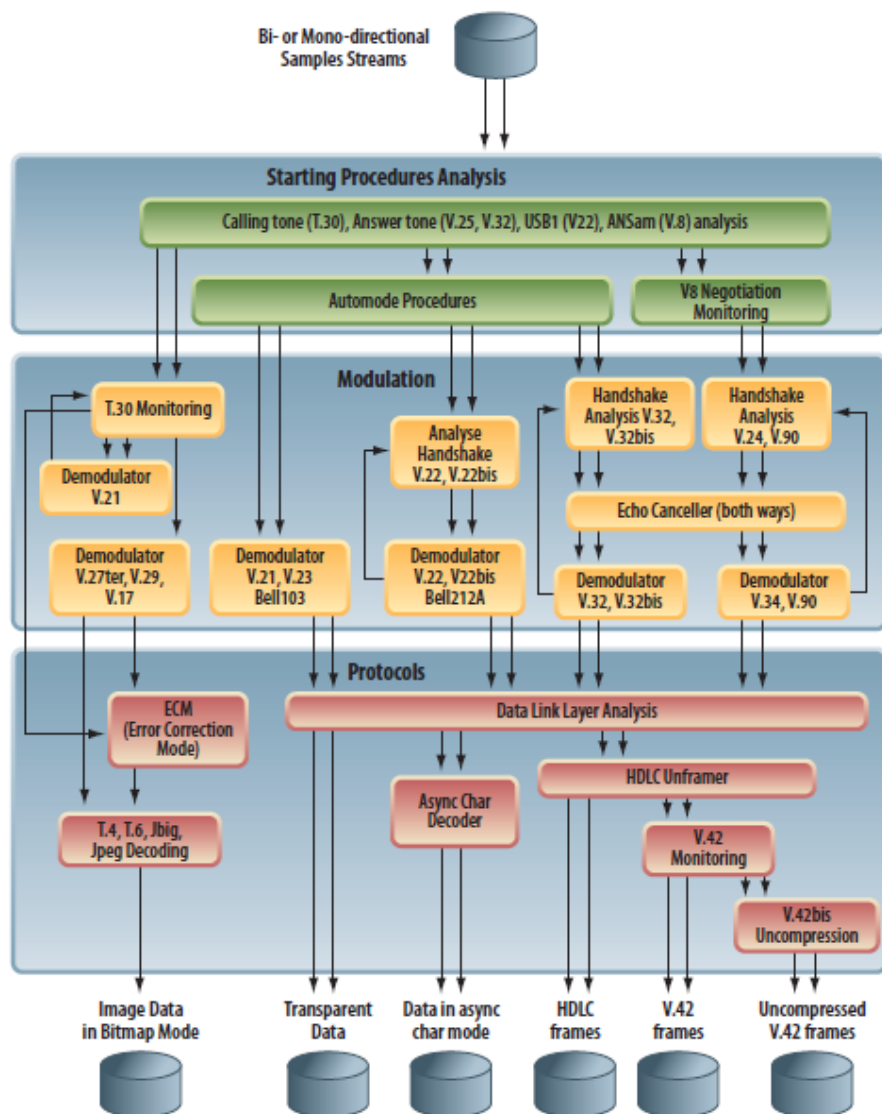 Bi- or Mono-directional
Samples Streams
Starting Procedures Analysis
Calling tone (T.30), Answer tone (V.25, V.32), USB1 (V22), ANSam (V.8) analysis
Automode Procedures
V8 Negotiation
Monitoring
Modulation
T.30 Monitoring
Demodulator
V.21
Demodulator
V.27ter, V.29,
V.17
Demodulator
V.21, V.23
Bell103
Analyse
Handshake
V.22, V.22bis
Demodulator
V.22, V22bis
Bell212A
Handshake
Analysis V.32,
V.32bis
Handshake
Analysis
V.24, V.90
Echo Canceller (both ways)
Demodulator
V.32, V.32bis
Demodulator
V.34, V.90
Protocols
ECM
(Error Correction
Mode)
T.4, T.6, Jbig,
Jpeg Decoding
Data Link Layer Analysis
Async Char
Decoder
HDLC Unframer
V.42
Monitoring
V.42bis
Uncompression
Image Data
in Bitmap Mode
Transparent
Data
Data in async
char mode
HDLC
frames
V.42
frames
Uncompressed
V.42 frames